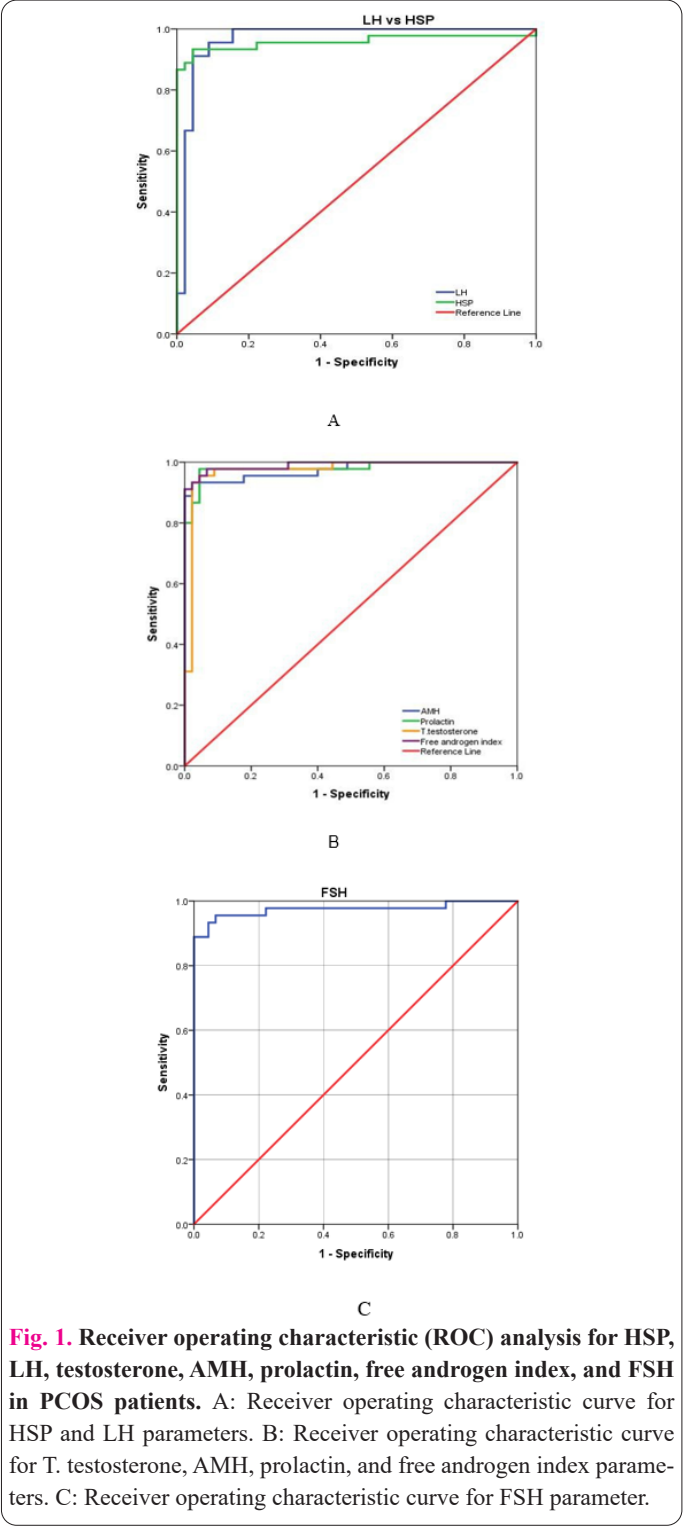 LH vs HSP
1.0
0.8
0.6
0.4
0.2
0.0
Sensitivity
LH
HSP
Reference Line
0.0 0.2 0.4 0.6 0.8 1.0
1 - Specificity
A
1.0
0.8
0.6
0.4
0.2
0.0
Sensitivity
AMH
Prolactin
T.testosterone
Free androgen index
Reference Line
0.0 0.2 0.4 0.6 0.8 1.0
1 - Specificity
B
FSH
1.0
0.8
0.6
0.4
0.2
0.0
Sensitivity
0.0 0.2 0.4 0.6 0.8 1.0
1 - Specificity
C
Fig. 1. Receiver operating characteristic (ROC) analysis for HSP,
LH, testosterone, AMH, prolactin, free androgen index, and FSH
in PCOS patients. A: Receiver operating characteristic curve for
HSP and LH parameters. B: Receiver operating characteristic curve
for T. testosterone, AMH, prolactin, and free androgen index parame-
ters. C: Receiver operating characteristic curve for FSH parameter.